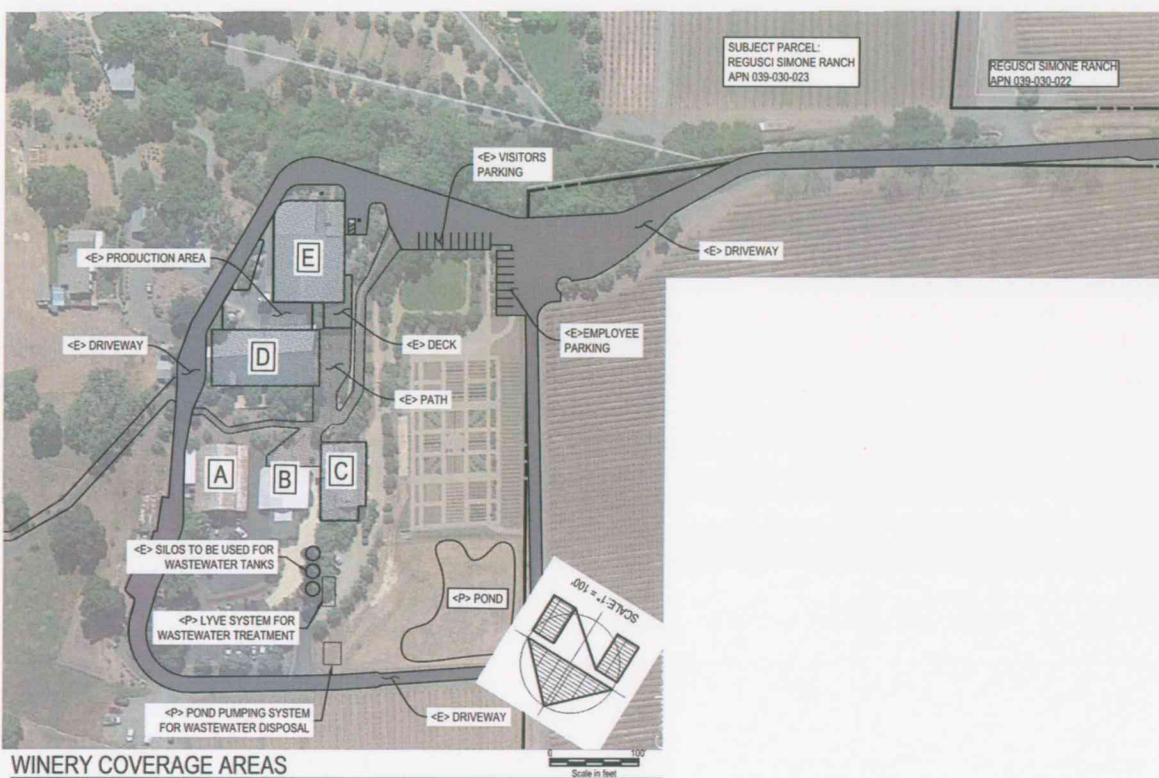 SUBJECT PARCEL:
REGUSCI SIMONE RANCH
APN 039-030-023
REGUSCI SIMONE RANCH
APN 039-030-022
<E> VISITORS
PARKING
<E> PRODUCTION AREA
E
<E> DRIVEWAY
<E> DRIVEWAY
D
<E> DECK
<E>EMPLOYEE
PARKING
<E> PATH
A
B
C
<E> SILOS TO BE USED FOR
WASTEWATER TANKS
<P> POND
SCALE:1" = 100'
<P> LYVE SYSTEM FOR
WASTEWATER TREATMENT
<P> POND PUMPING SYSTEM
FOR WASTEWATER DISPOSAL
<E> DRIVEWAY
WINERY COVERAGE AREAS
0 100'
Scale in feet